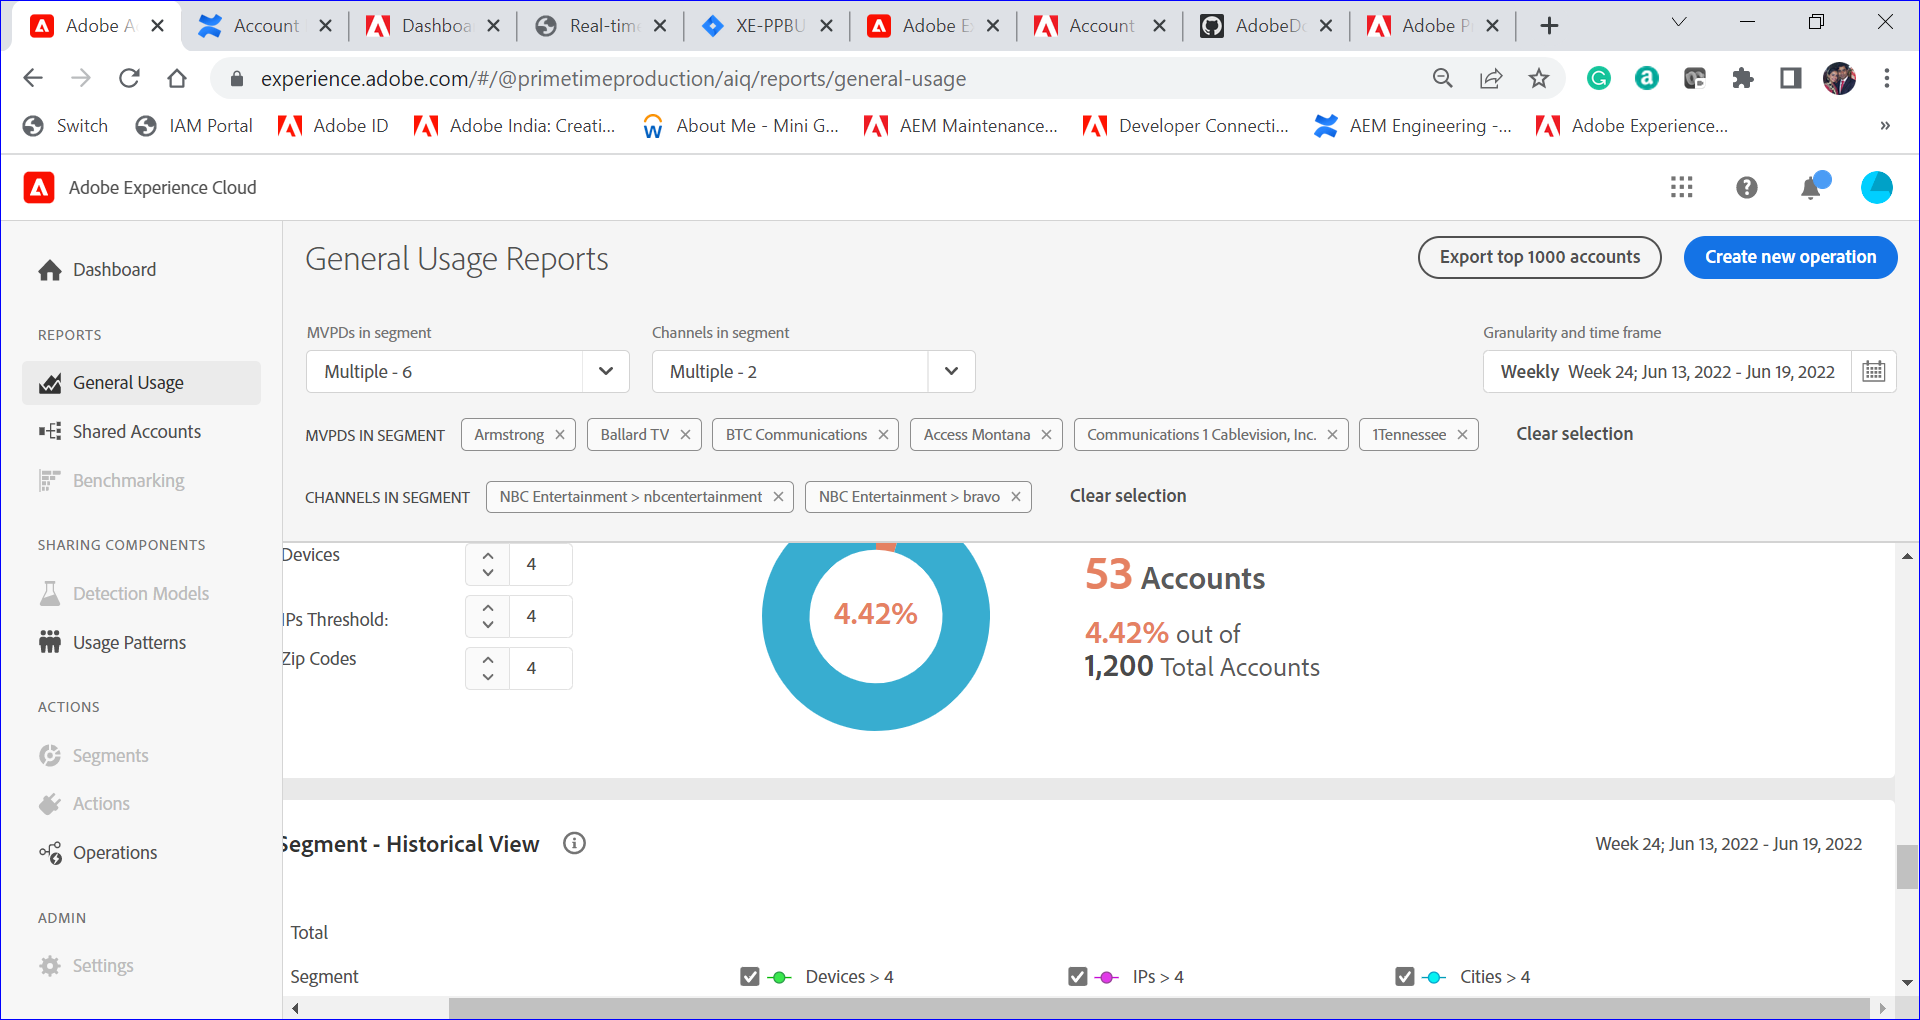 Adobe A
Account
Dashboa
Real-tim
XE-PPBU
Adobe E
Account
AdobeDo
Adobe P
experience.adobe.com/#/@primetimeproduction/aiq/reports/general-usage
Switch
IAM Portal
Adobe ID
Adobe India: Creati...
About Me - Mini G...
AEM Maintenance...
Developer Connecti...
AEM Engineering -...
Adobe Experience...
»
Adobe Experience Cloud
Dashboard
REPORTS
General Usage
Shared Accounts
Benchmarking
SHARING COMPONENTS
Detection Models
Usage Patterns
ACTIONS
Segments
Actions
Operations
ADMIN
Settings
General Usage Reports
Export top 1000 accounts
Create new operation
MVPDs in segment
Channels in segment
Granularity and time frame
Multiple - 6
Multiple - 2
Weekly Week 24; Jun 13, 2022 - Jun 19, 2022
MVPDS IN SEGMENT
Armstrong
Ballard TV
BTC Communications
Access Montana
Communications 1 Cablevision, Inc.
1Tennessee
Clear selection
CHANNELS IN SEGMENT
NBC Entertainment > nbcentertainment
NBC Entertainment > bravo
Clear selection
Devices
4
IPs Threshold:
4
Zip Codes
4
4.42%
53 Accounts
4.42% out of
1,200 Total Accounts
Segment - Historical View
Week 24; Jun 13, 2022 - Jun 19, 2022
Total
Segment
Devices > 4
IPs > 4
Cities > 4